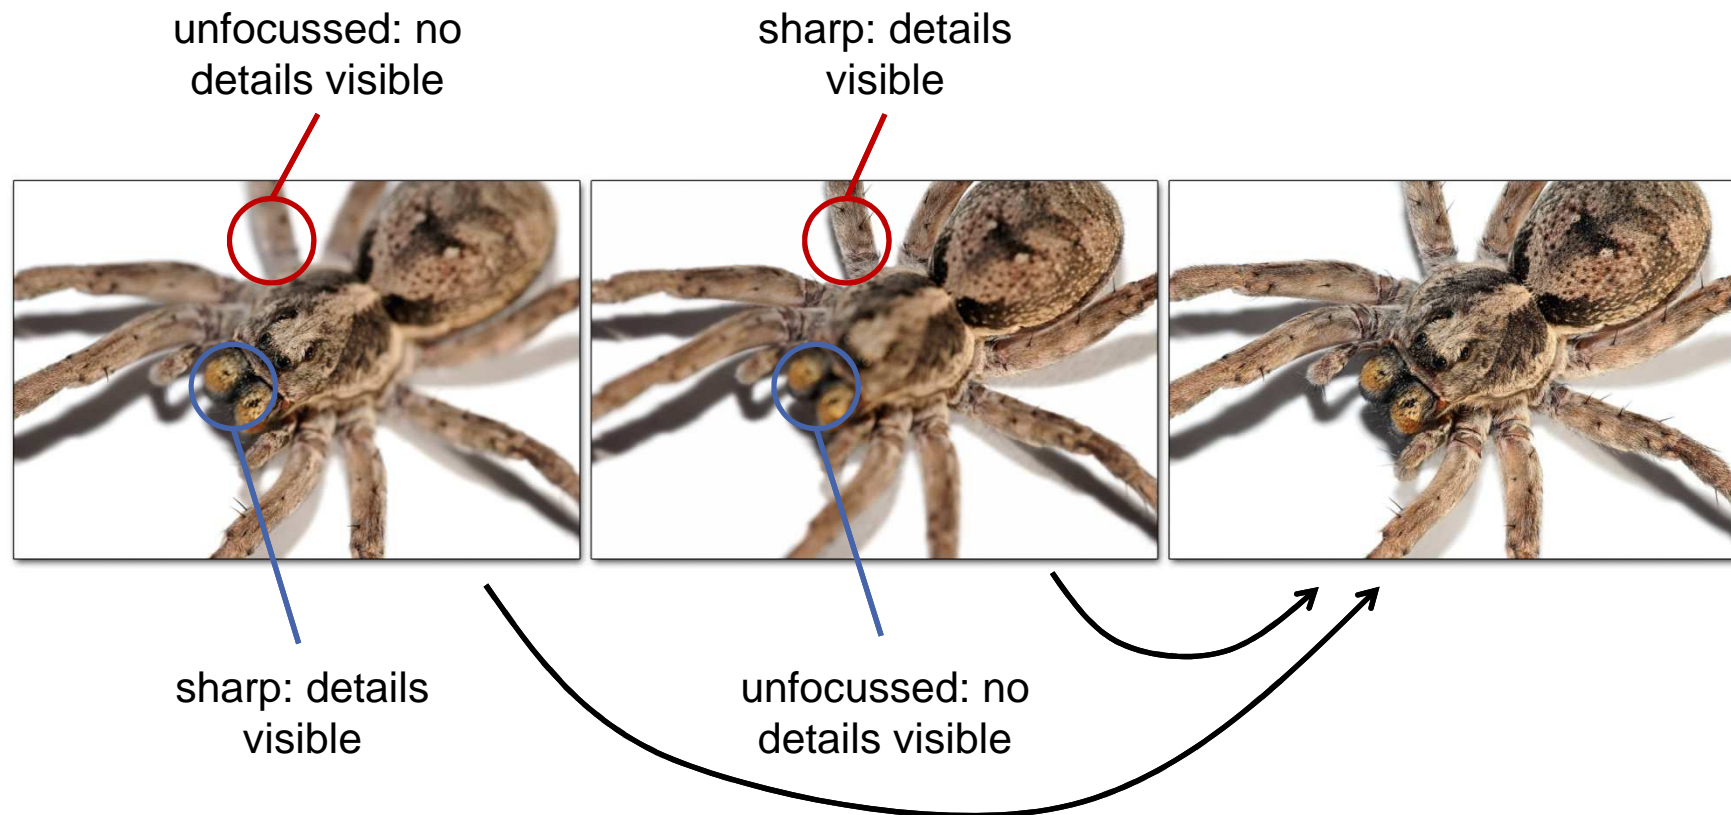 unfocussed: no
details visible
sharp: details
visible
sharp: details
visible
unfocussed: no
details visible